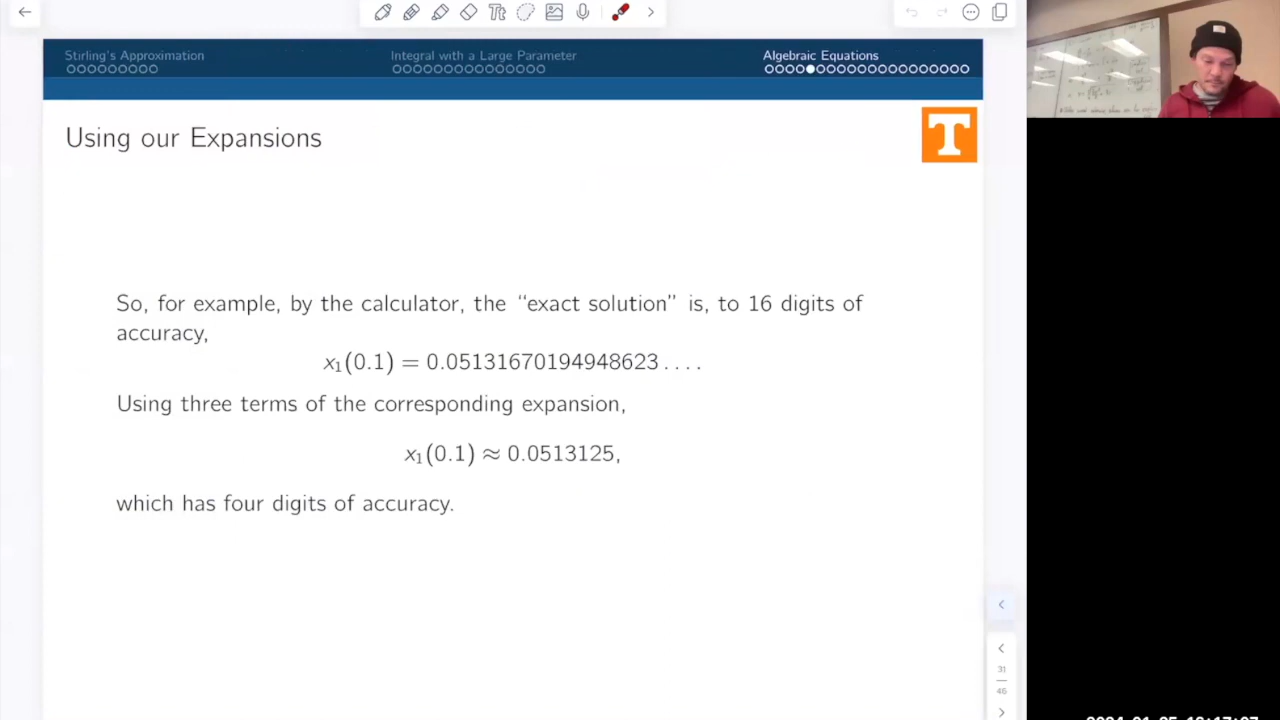 Stirling's Approximation
Integral with a Large Parameter
Algebraic Equations
Using our Expansions
T
So, for example, by the calculator, the “exact solution” is, to 16 digits of
accuracy,
x₁(0.1) = 0.05131670194948623 . . . .
Using three terms of the corresponding expansion,
x₁(0.1) ≈ 0.0513125,
which has four digits of accuracy.
31
46